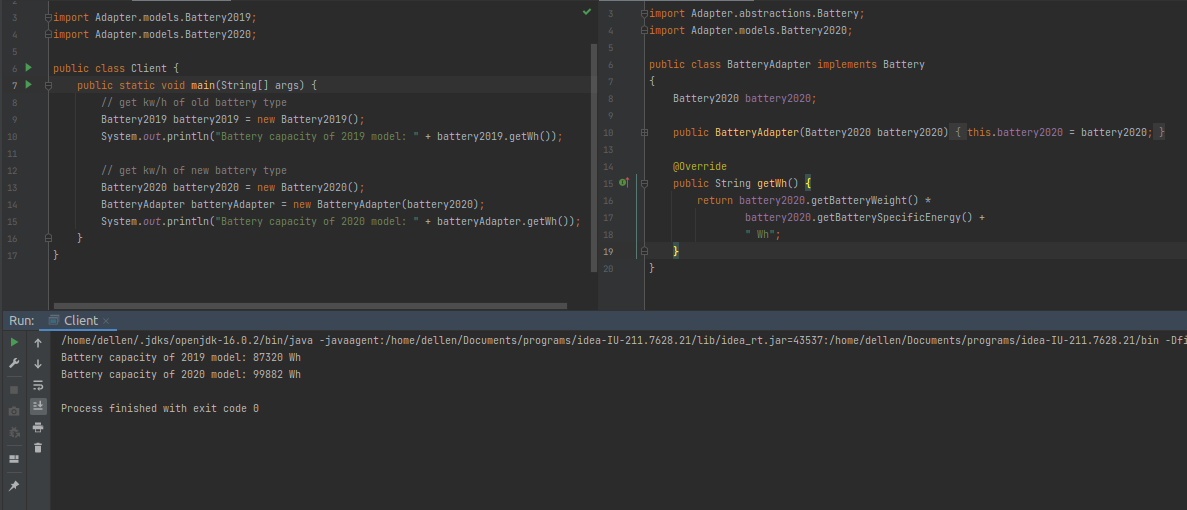 2
3 import Adapter.models.Battery2019;
4 import Adapter.models.Battery2020;
5
6 public class Client {
7 public static void main(String[] args) {
8 // get kw/h of old battery type
9 Battery2019 battery2019 = new Battery2019();
10 System.out.println("Battery capacity of 2019 model: " + battery2019.getWh());
11
12 // get kw/h of new battery type
13 Battery2020 battery2020 = new Battery2020();
14 BatteryAdapter batteryAdapter = new BatteryAdapter(battery2020);
15 System.out.println("Battery capacity of 2020 model: " + batteryAdapter.getWh());
16 }
17 }
3 import Adapter.abstractions.Battery;
4 import Adapter.models.Battery2020;
5
6 public class BatteryAdapter implements Battery
7 {
8 Battery2020 battery2020;
9
10 public BatteryAdapter(Battery2020 battery2020) { this.battery2020 = battery2020; }
13
14 @Override
15 public String getWh() {
16 return battery2020.getBatteryWeight() *
17 battery2020.getBatterySpecificEnergy() +
18 " Wh";
19 }
20 }
Run: Client
/home/dellen/.jdks/openjdk-16.0.2/bin/java -javaagent:/home/dellen/Documents/programs/idea-IU-211.7628.21/lib/idea_rt.jar=43537:/home/dellen/Documents/programs/idea-IU-211.7628.21/bin -Dfi
Battery capacity of 2019 model: 87320 Wh
Battery capacity of 2020 model: 99882 Wh
Process finished with exit code 0